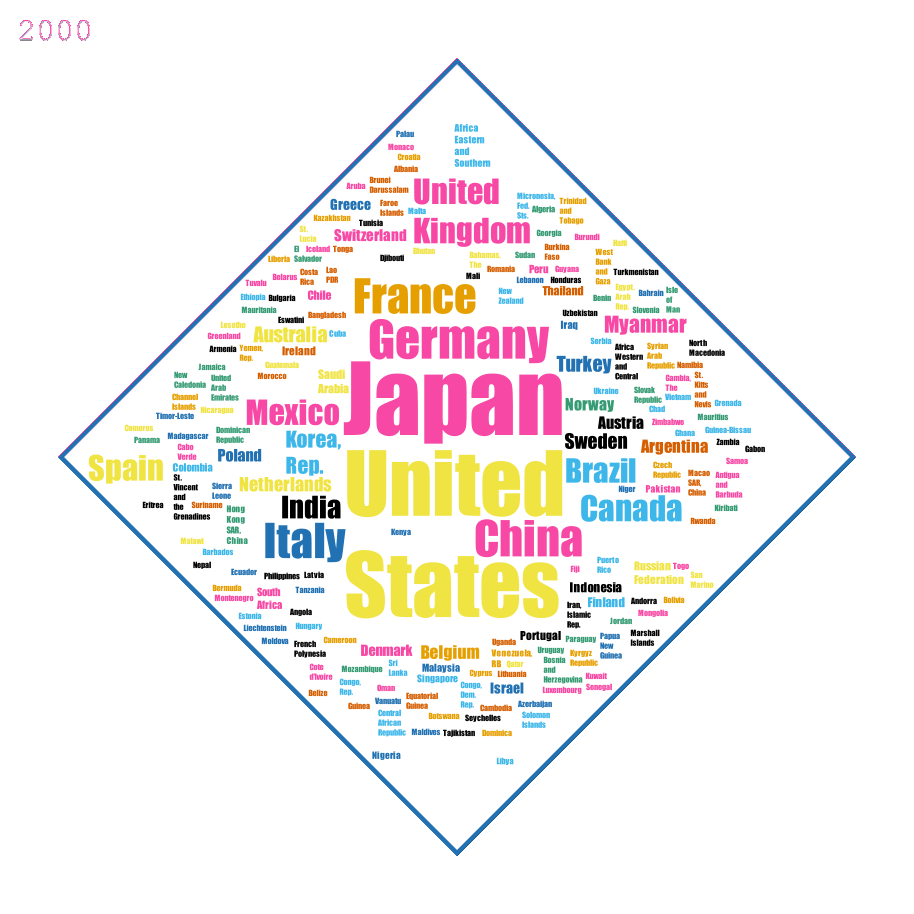 2000
Palau
Africa
Eastern
and
Southern
Monaco
Croatia
Albania
Aruba
Brunei
Darussalam
United
Kingdom
Greece
Faroe
Islands
Malta
Micronesia,
Fed.
Sts.
Algeria
Trinidad
and
Tobago
Kazakhstan
Tunisia
St.
Lucia
Switzerland
Georgia
Burundi
Haiti
El
Salvador
Iceland
Tonga
Bhutan
Bahamas,
The
Sudan
Burkina
Faso
West
Bank
and
Gaza
Liberia
Djibouti
Romania
Peru
Guyana
Turkmenistan
Tuvalu
Belarus
Costa
Rica
Lao
PDR
Mali
Lebanon
Honduras
France
New
Zealand
Thailand
Egypt,
Arab
Rep.
Bahrain
Isle
of
Man
Ethiopia
Bulgaria
Chile
Benin
Slovenia
Mauritania
Eswatini
Bangladesh
Uzbekistan
Iraq
Myanmar
Lesotho
Greenland
Australia
Cuba
Germany
Serbia
Africa
Western
and
Central
Syrian
Arab
Republic
North
Macedonia
Armenia
Yemen,
Rep.
Ireland
Turkey
Namibia
Jamaica
Guatemala
Morocco
Saudi
Arabia
Japan
Gambia,
The
St.
Kitts
and
Nevis
New
Caledonia
United
Arab
Emirates
Ukraine
Slovak
Republic
Vietnam
Channel
Islands
Nicaragua
Mexico
Norway
Chad
Grenada
Timor-Leste
Austria
Zimbabwe
Mauritius
Comoros
Panama
Madagascar
Dominican
Republic
Korea,
Rep.
Sweden
Ghana
Guinea-Bissau
Cabo
Verde
Poland
Argentina
Zambia
Gabon
Spain
Colombia
United
States
Brazil
Czech
Republic
Macao
SAR,
China
Samoa
St.
Vincent
and
the
Grenadines
Sierra
Leone
Netherlands
Niger
Pakistan
Antigua
and
Barbuda
Eritrea
Suriname
Hong
Kong
SAR,
China
India
Canada
Kiribati
Rwanda
Malawi
Barbados
Italy
Kenya
China
Nepal
Ecuador
Philippines
Latvia
Fiji
Puerto
Rico
Russian
Federation
Togo
San
Marino
Bermuda
Montenegro
South
Africa
Tanzania
Indonesia
Iran,
Islamic
Rep.
Finland
Andorra
Bolivia
Estonia
Angola
Mongolia
Liechtenstein
Hungary
Jordan
Moldova
French
Polynesia
Cameroon
Portugal
Paraguay
Papua
New
Guinea
Marshall
Islands
Denmark
Belgium
Uganda
Venezuela,
RB
Qatar
Uruguay
Bosnia
and
Herzegovina
Kyrgyz
Republic
Cote
d'Ivoire
Mozambique
Sri
Lanka
Malaysia
Singapore
Cyprus
Lithuania
Kuwait
Belize
Congo,
Rep.
Oman
Congo,
Dem.
Rep.
Israel
Luxembourg
Senegal
Guinea
Vanuatu
Equatorial
Guinea
Cambodia
Azerbaijan
Central
African
Republic
Botswana
Seychelles
Solomon
Islands
Maldives
Tajikistan
Dominica
Nigeria
Libya